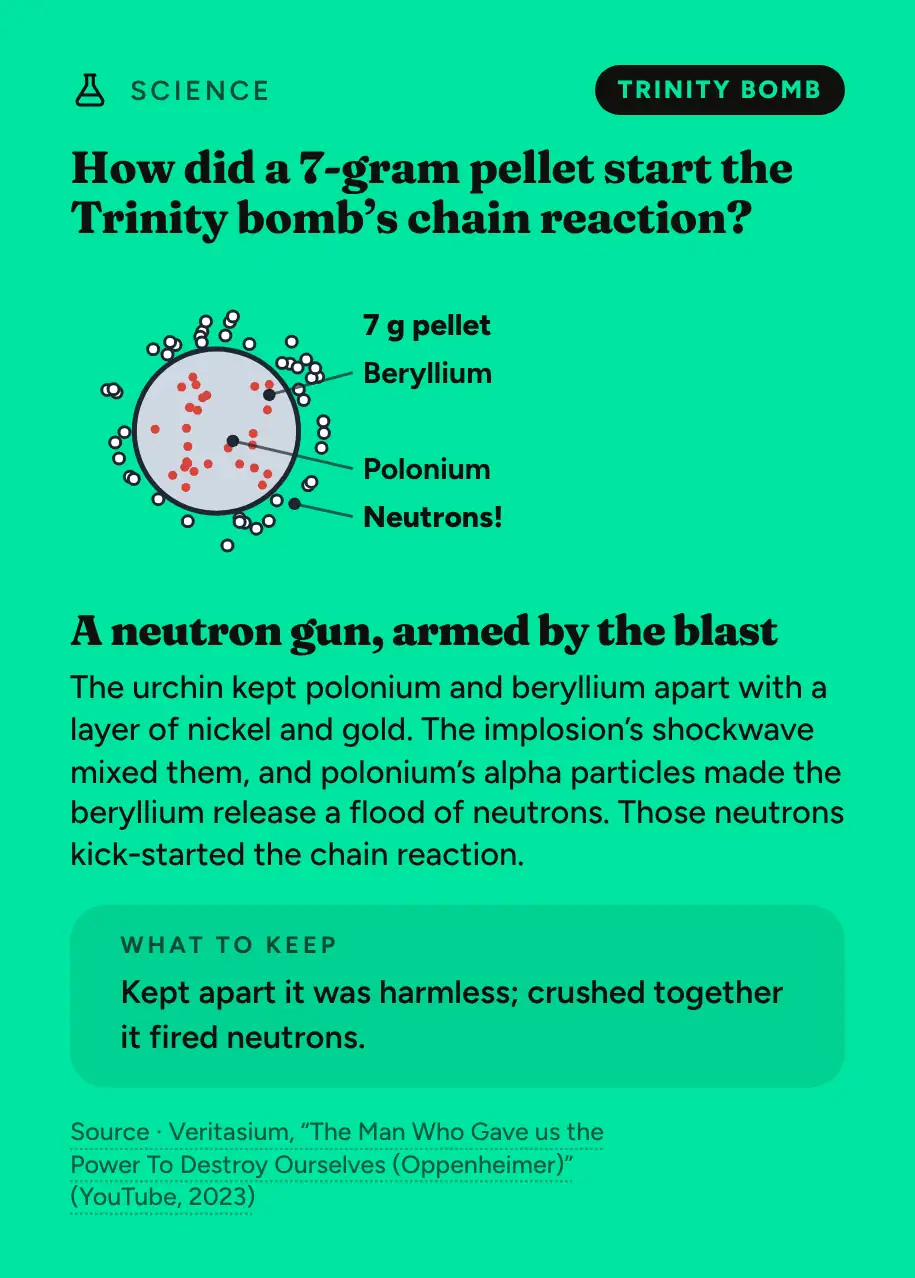 SCIENCE
TRINITY BOMB
How did a 7-gram pellet start the
Trinity bomb’s chain reaction?
7 g pellet
Beryllium
Polonium
Neutrons!
A neutron gun, armed by the blast
The urchin kept polonium and beryllium apart with a
layer of nickel and gold. The implosion’s shockwave
mixed them, and polonium’s alpha particles made the
beryllium release a flood of neutrons. Those neutrons
kick-started the chain reaction.
WHAT TO KEEP
Kept apart it was harmless; crushed together
it fired neutrons.
Source · Veritasium, “The Man Who Gave us the
Power To Destroy Ourselves (Oppenheimer)”
(YouTube, 2023)